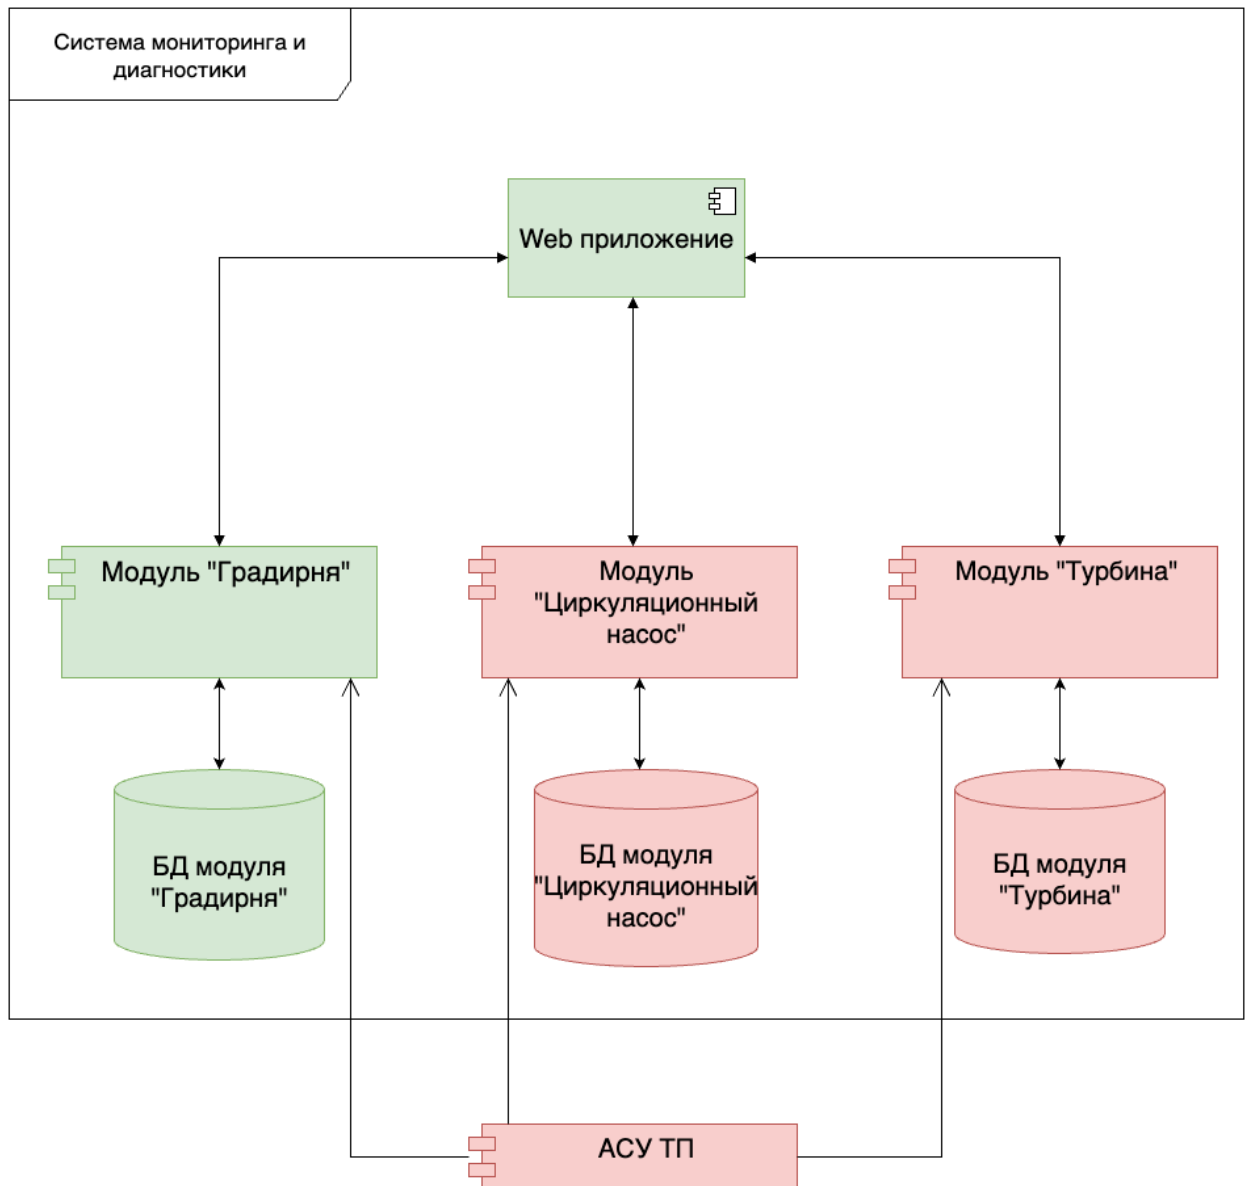 Система мониторинга и
диагностики
Web приложение
Модуль "Градирня"
Модуль
"Циркуляционный
насос"
Модуль "Турбина"
БД модуля
"Градирня"
БД модуля
"Циркуляционный
насос"
БД модуля
"Турбина"
АСУ ТП